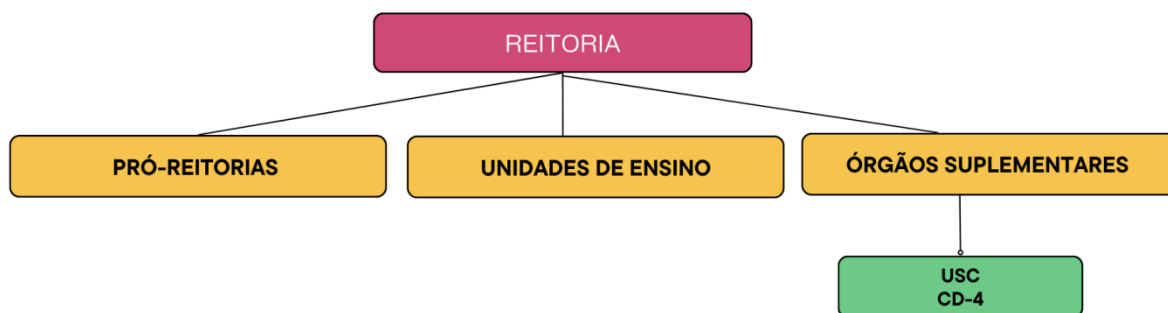 REITORIA
PRÓ-REITORIAS
UNIDADES DE ENSINO
ÓRGÃOS SUPLEMENTARES
USC
CD-4